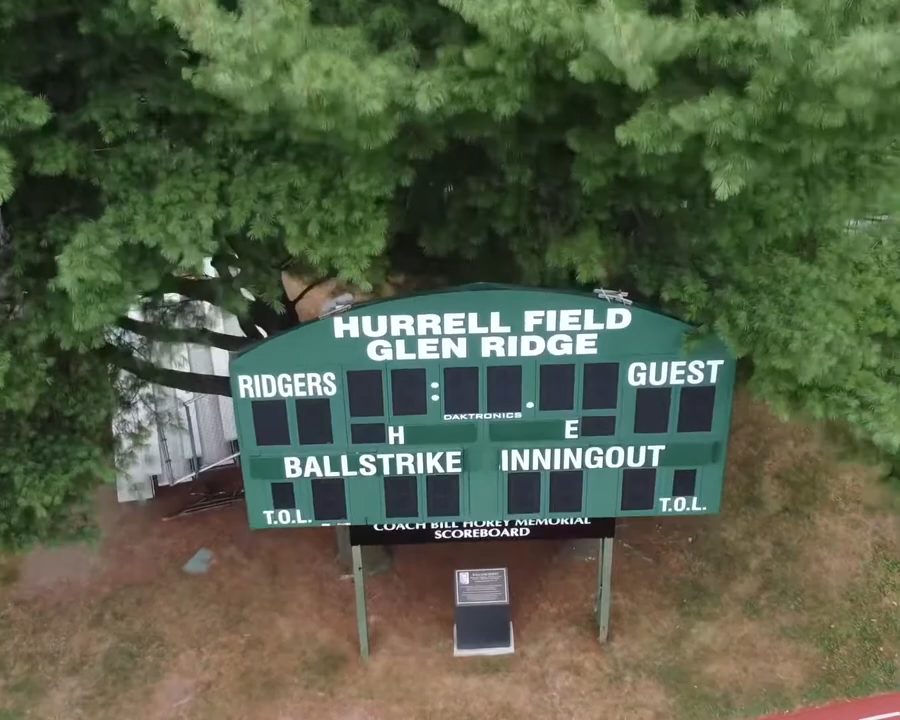 HURRELL FIELD
GLEN RIDGE
RIDGERS
GUEST
DAKTRONICS
H
E
BALLSTRIKE
INNINGOUT
T.O.L.
T.O.L.
COACH BILL HOREY MEMORIAL
SCOREBOARD